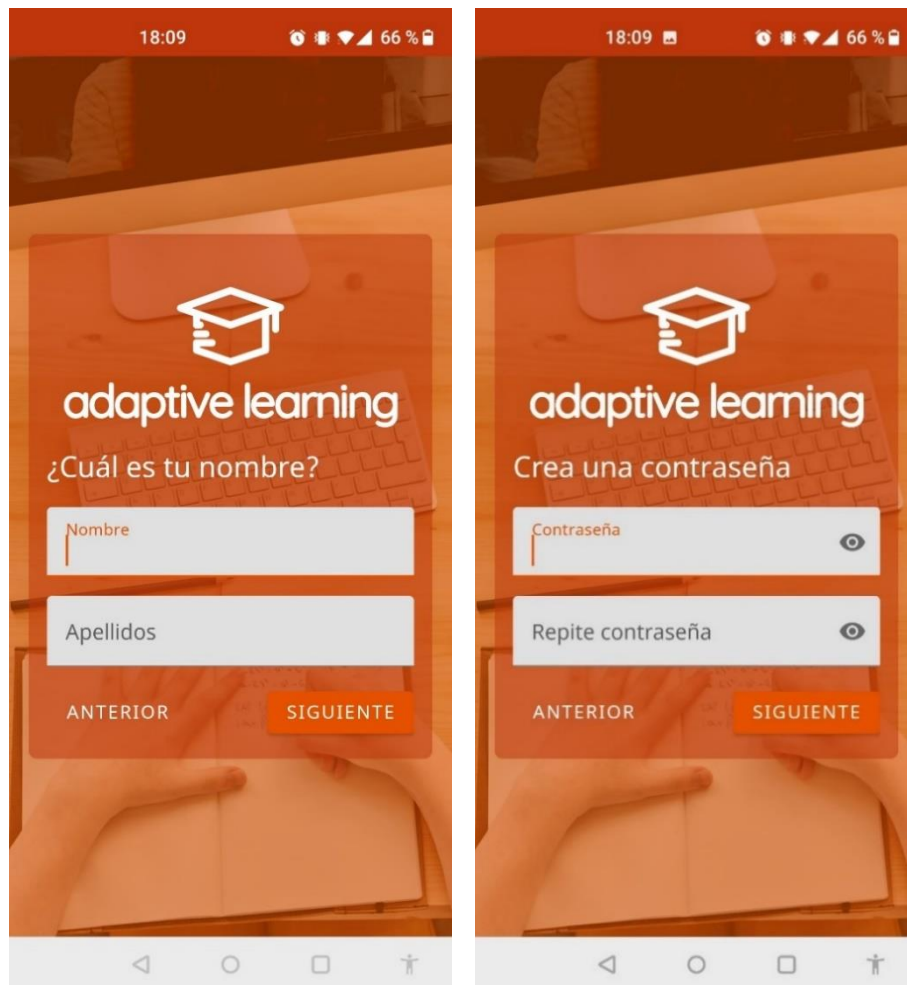 18:09 66 %
adaptive learning
¿Cuál es tu nombre?
Nombre
Apellidos
ANTERIOR SIGUIENTE
18:09 66 %
adaptive learning
Crea una contraseña
Contraseña
Repite contraseña
ANTERIOR SIGUIENTE